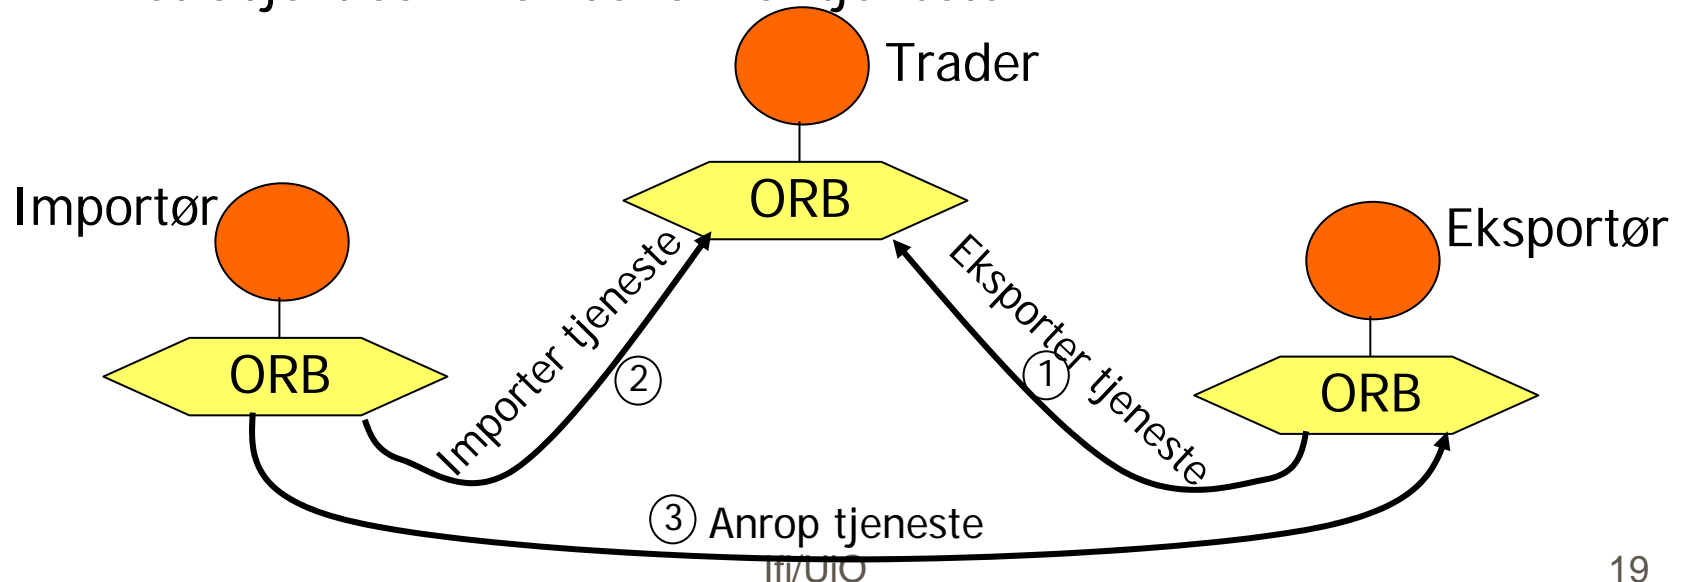 Trader
ORB
Importør
Eksportør
ORB
ORB
Importer tjeneste
2
Eksporter tjeneste
1
3 Anrop tjeneste
Ifi/UiO
19